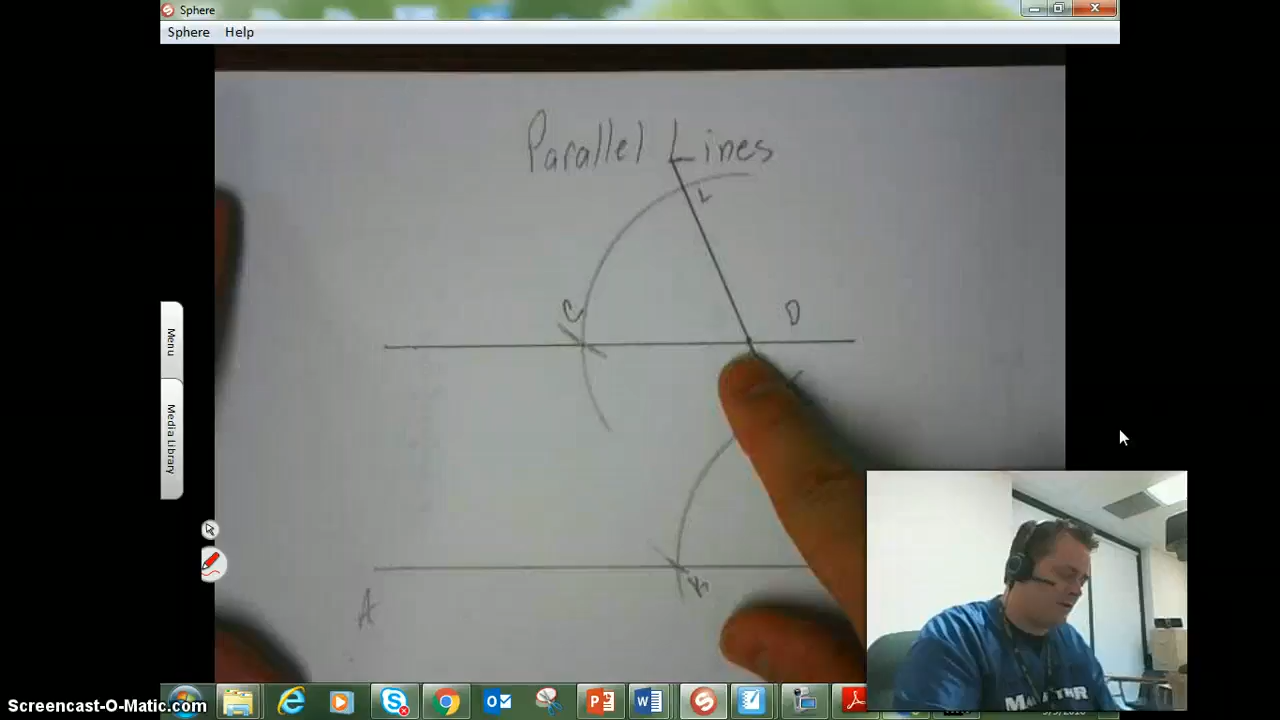 Sphere
Sphere Help
Parallel Lines
L
C
D
Menu
Media Library
A
SCREENCAST-O-MATIC.com